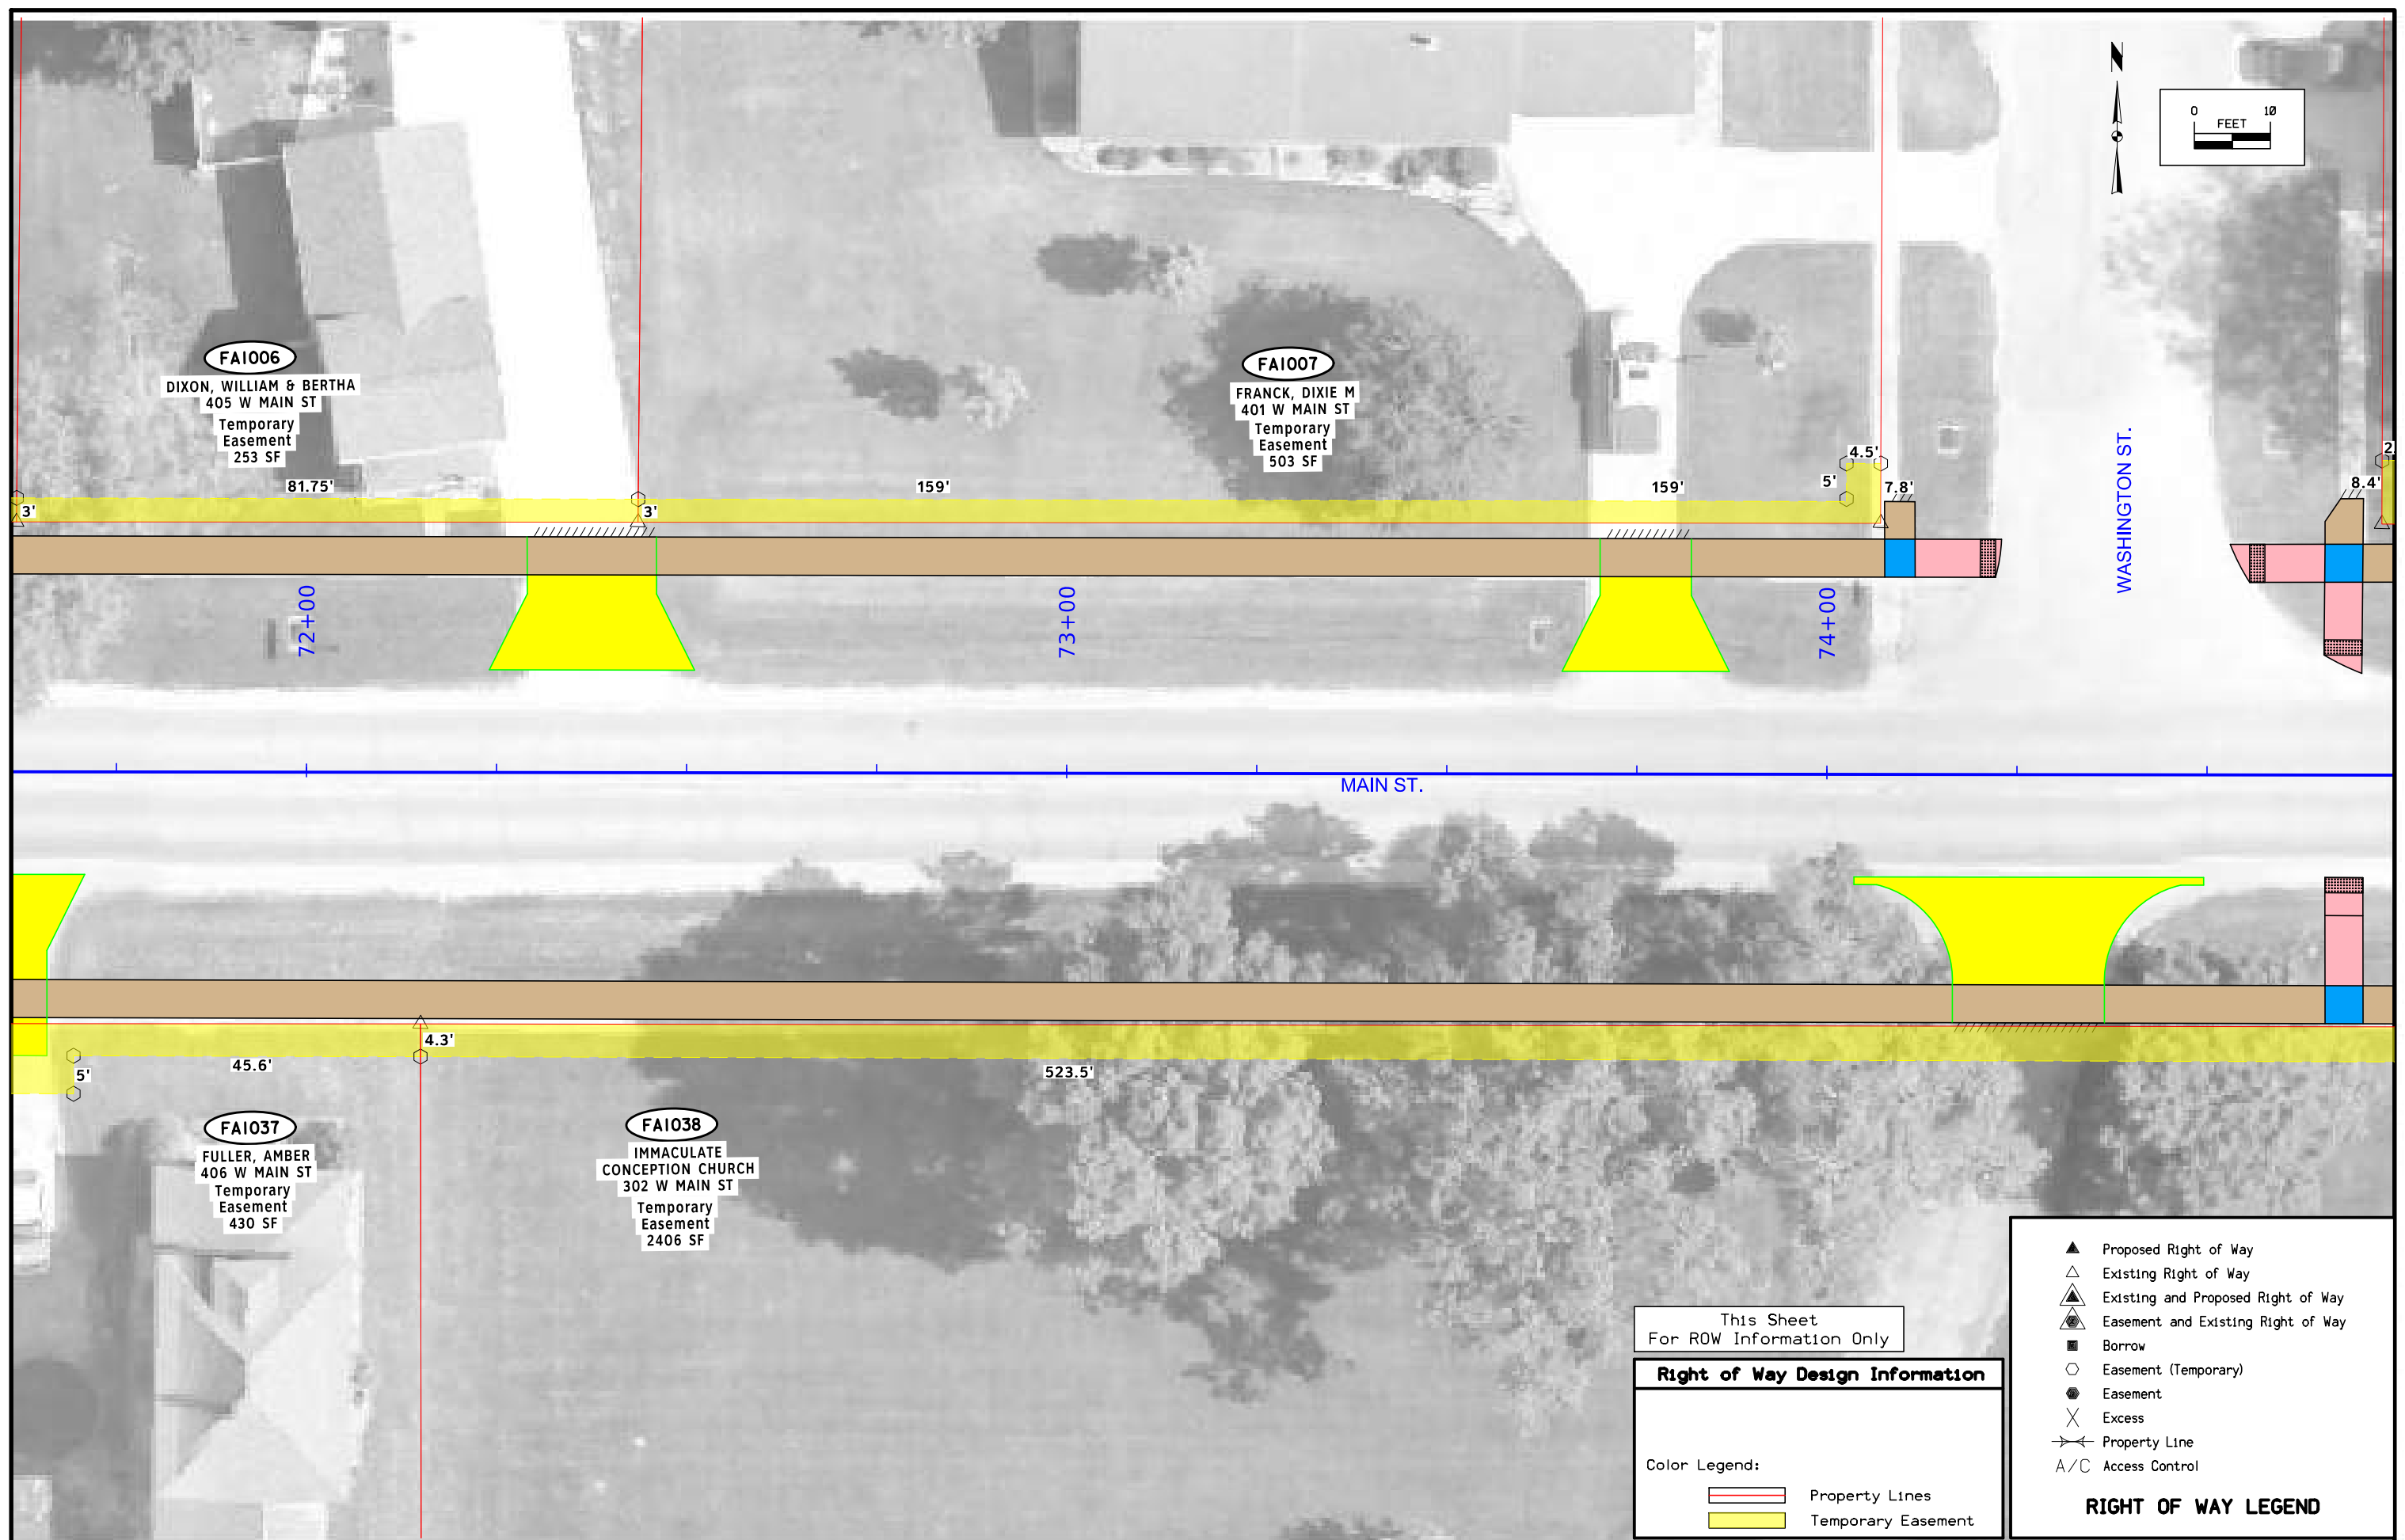 N
0 10
FEET
FA1006
DIXON, WILLIAM & BERTHA
405 W MAIN ST
Temporary
Easement
253 SF
FA1007
FRANCK, DIXIE M
401 W MAIN ST
Temporary
Easement
503 SF
WASHINGTON ST.
3'
81.75'
3'
159'
159'
5'
4.5'
7.8'
8.4'
2.
72+00
73+00
74+00
MAIN ST.
5'
45.6'
4.3'
523.5'
FA1037
FULLER, AMBER
406 W MAIN ST
Temporary
Easement
430 SF
FA1038
IMMACULATE
CONCEPTION CHURCH
302 W MAIN ST
Temporary
Easement
2406 SF
This Sheet
For ROW Information Only
Right of Way Design Information
Color Legend:
Property Lines
Temporary Easement
Proposed Right of Way
Existing Right of Way
Existing and Proposed Right of Way
Easement and Existing Right of Way
Borrow
Easement (Temporary)
Easement
Excess
Property Line
A/C Access Control
RIGHT OF WAY LEGEND